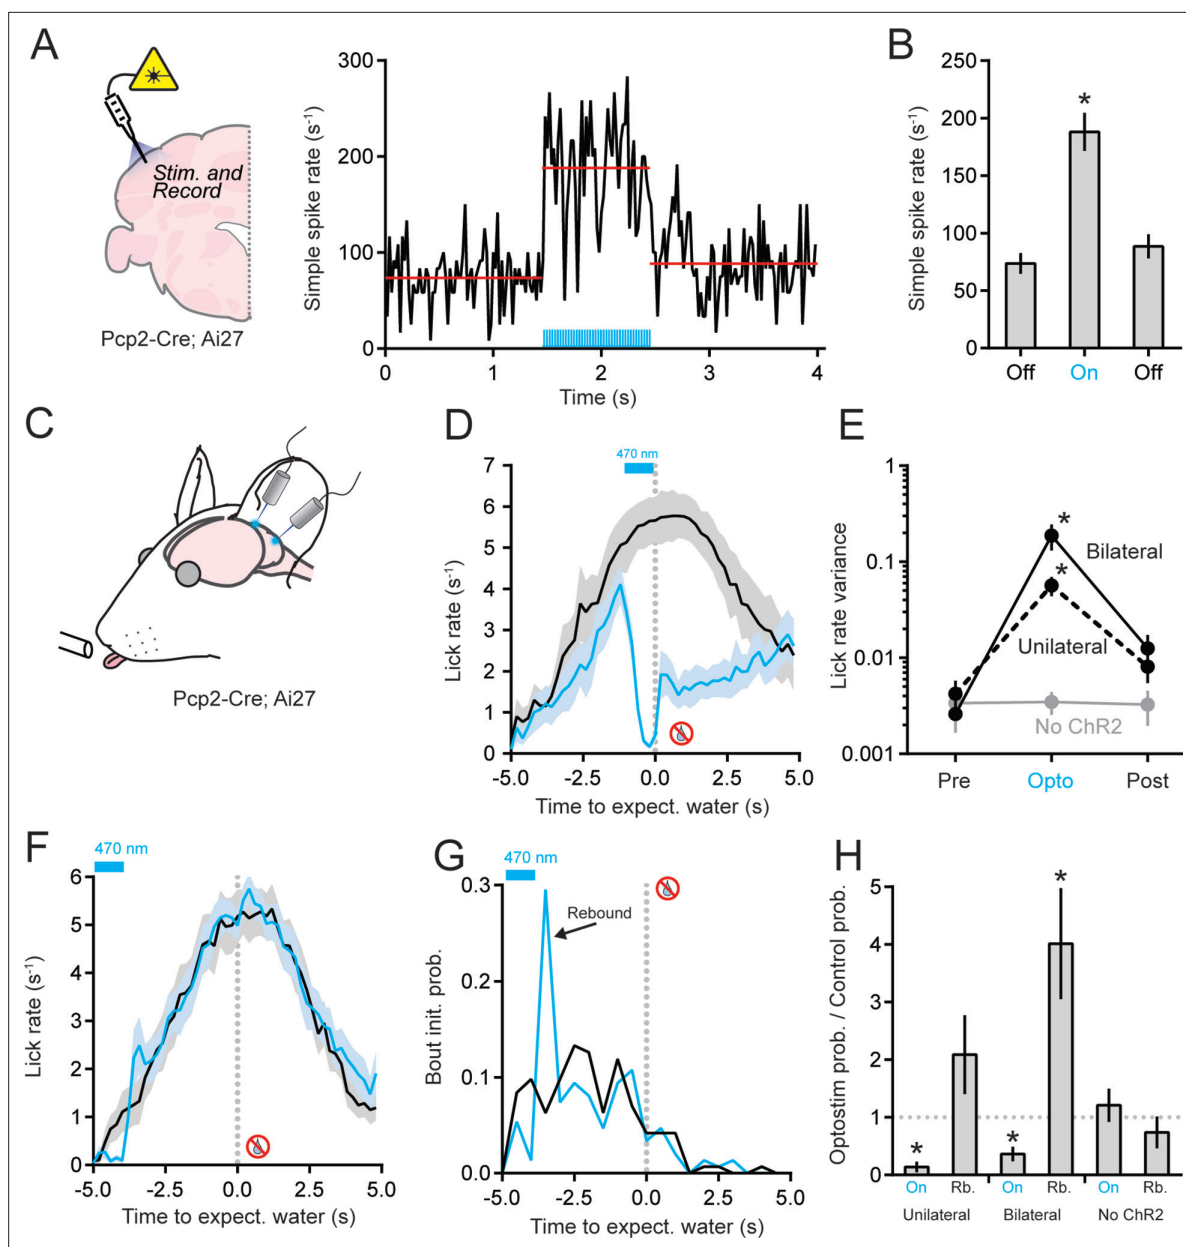 A
Stim. and
Record
Pcp2-Cre; Ai27
Simple spike rate (s⁻¹)
300
200
100
0
0
1
2
3
4
Time (s)
B
Simple spike rate (s⁻¹)
250
200
150
100
50
0
*
Off
On
Off
C
Pcp2-Cre; Ai27
D
470 nm
Lick rate (s⁻¹)
7
6
5
4
3
2
1
0
-5.0
-2.5
0.0
2.5
5.0
Time to expect. water (s)
E
Lick rate variance
1
0.1
0.01
0.001
*
Bilateral
*
Unilateral
No ChR2
Pre
Opto
Post
F
470 nm
Lick rate (s⁻¹)
6
5
4
3
2
1
0
-5.0
-2.5
0.0
2.5
5.0
Time to expect. water (s)
G
470 nm
Bout init. prob.
0.3
0.2
0.1
0.0
Rebound
-5.0
-2.5
0.0
2.5
5.0
Time to expect. water (s)
H
Optostim prob. / Control prob.
5
4
3
2
1
0
*
*
*
On
Rb.
On
Rb.
On
Rb.
Unilateral
Bilateral
No ChR2